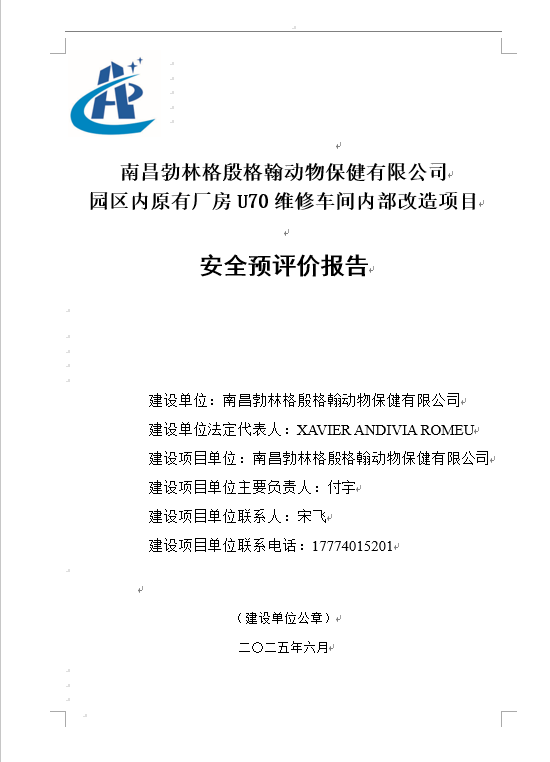 南昌勃林格殷格翰动物保健有限公司
园区内原有厂房 U70 维修车间内部改造项目
安全预评价报告
建设单位：南昌勃林格殷格翰动物保健有限公司
建设单位法定代表人：XAVIER ANDIVIA ROMEU
建设项目单位：南昌勃林格殷格翰动物保健有限公司
建设项目单位主要负责人：付宇
建设项目单位联系人：宋飞
建设项目单位联系电话：17774015201
（建设单位公章）
二〇二五年六月